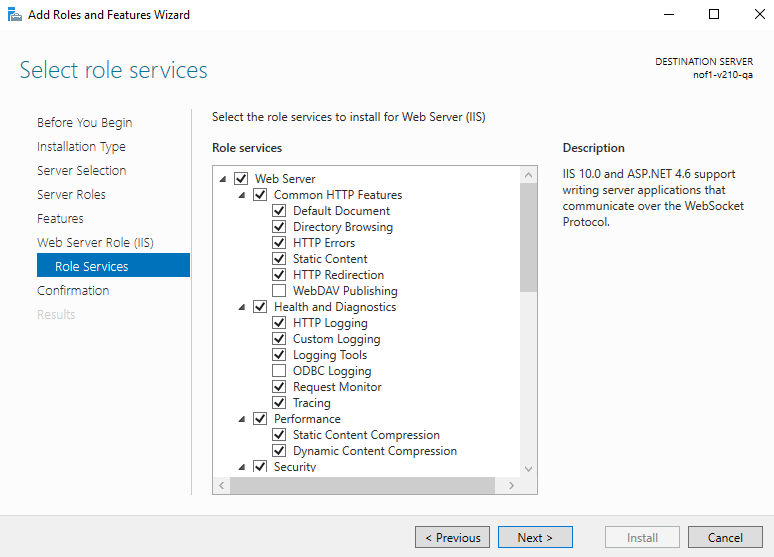 Add Roles and Features Wizard
Select role services
DESTINATION SERVER
nof1-v210-qa
Before You Begin
Installation Type
Server Selection
Server Roles
Features
Web Server Role (IIS)
Role Services
Confirmation
Results
Select the role services to install for Web Server (IIS)
Role services
Web Server
Common HTTP Features
Default Document
Directory Browsing
HTTP Errors
Static Content
HTTP Redirection
WebDAV Publishing
Health and Diagnostics
HTTP Logging
Custom Logging
Logging Tools
ODBC Logging
Request Monitor
Tracing
Performance
Static Content Compression
Dynamic Content Compression
Security
Description
IIS 10.0 and ASP.NET 4.6 support
writing server applications that
communicate over the WebSocket
Protocol.
< Previous
Next >
Install
Cancel